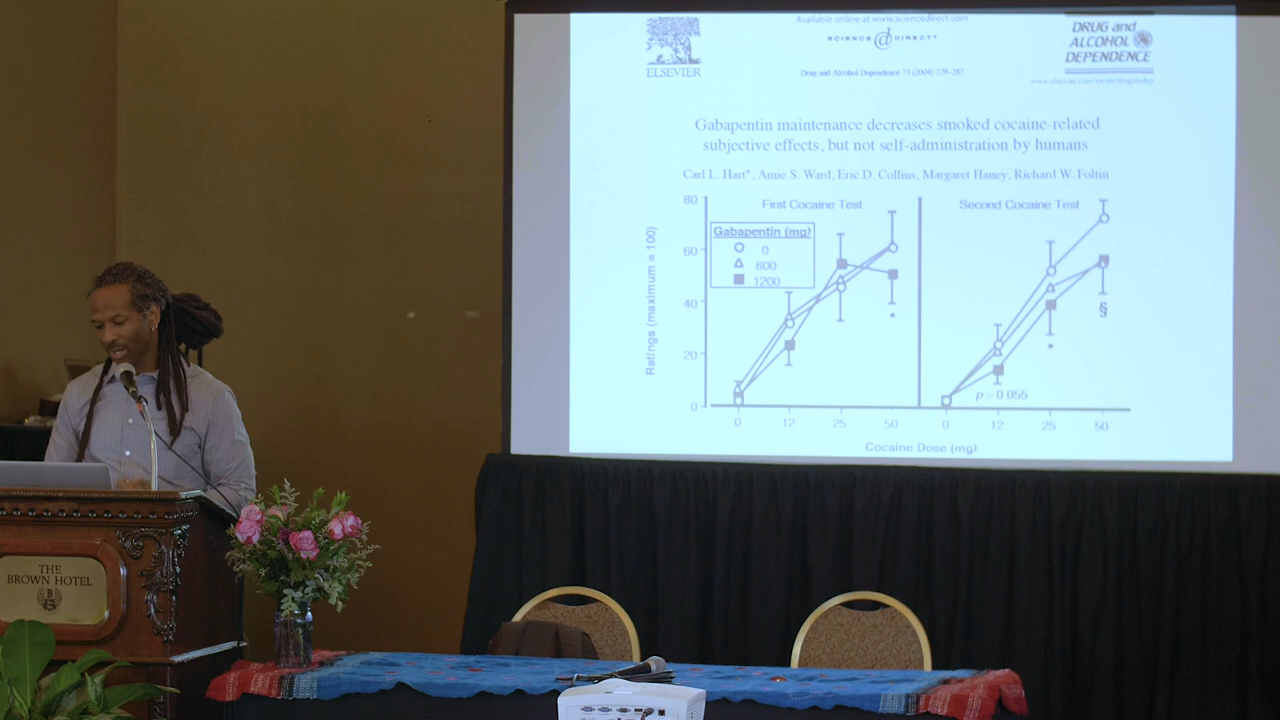 ELSEVIER
Available online at www.sciencedirect.com
SCIENCE @ DIRECT®
Drug and Alcohol Dependence 73 (2004)
DRUG and
ALCOHOL
DEPENDENCE
Gabapentin maintenance decreases smoked cocaine-related
subjective effects, but not self-administration by humans
Carl L. Hart*, Amie S. Ward, Eric D. Collins, Margaret Haney, Richard W. Foltin
Ratings (maximum = 100)
80
60
40
20
0
First Cocaine Test
Gabapentin (mg)
0
600
1200
*
0
12
25
50
Second Cocaine Test
*
§
p = 0.055
0
12
25
50
Cocaine Dose (mg)
THE
BROWN HOTEL
B